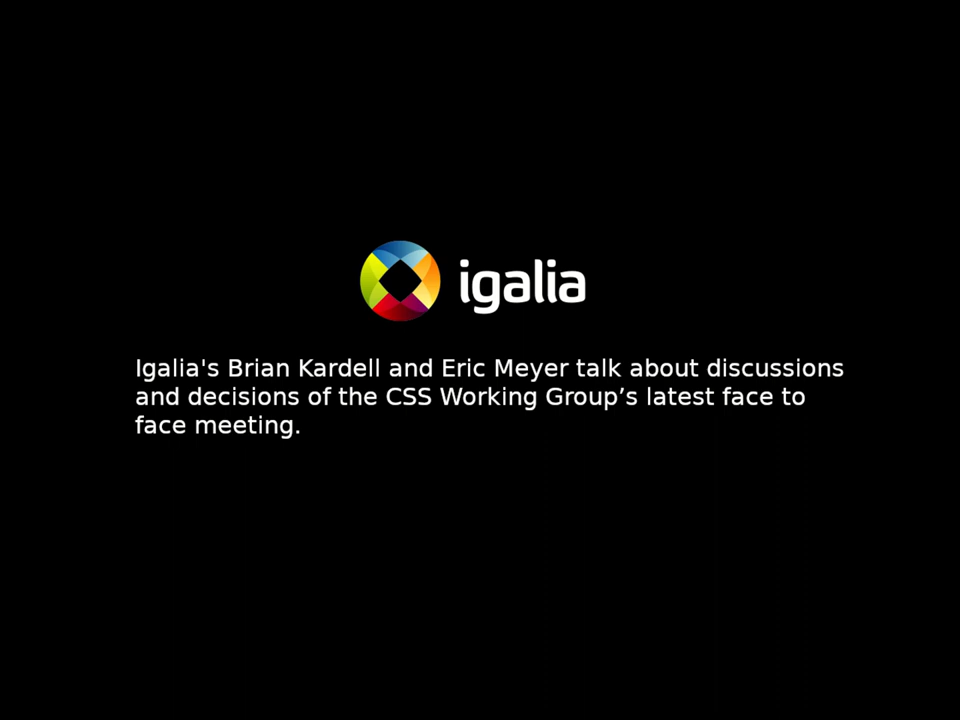 igalia
Igalia's Brian Kardell and Eric Meyer talk about discussions
and decisions of the CSS Working Group’s latest face to
face meeting.